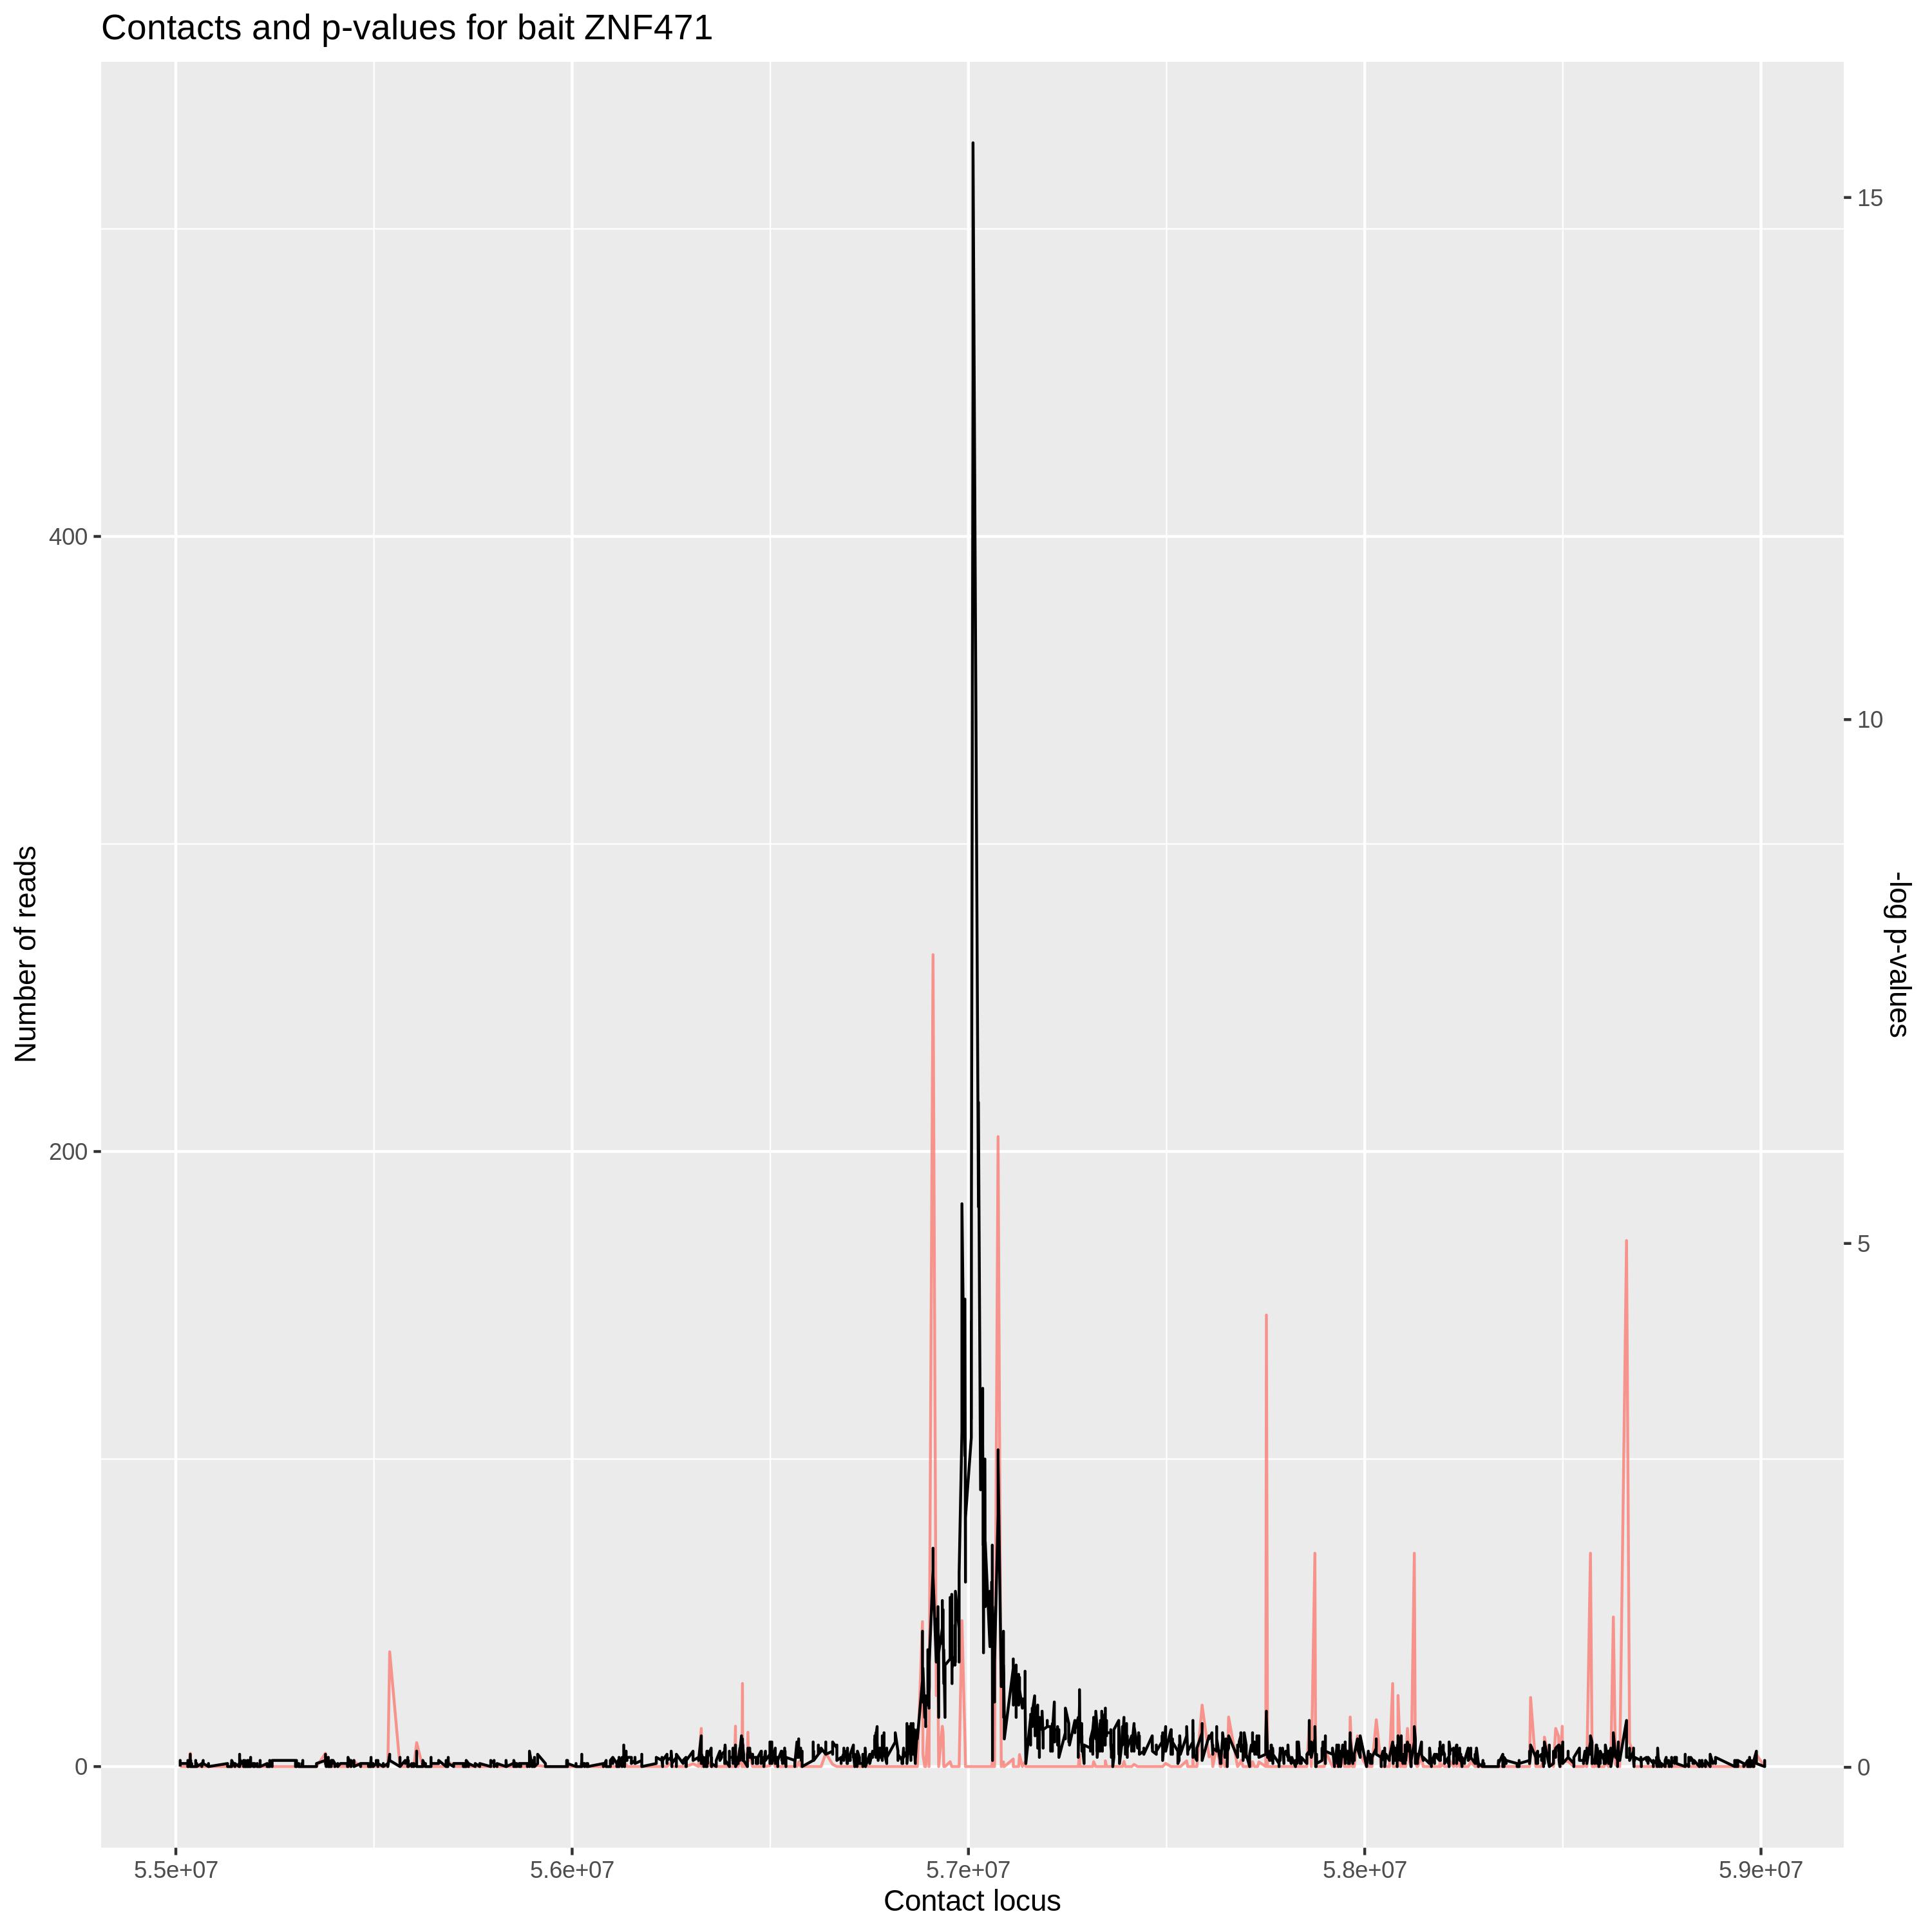 Contacts and p-values for bait ZNF471
Number of reads
400
200
0
15
10
5
0
-log p-values
5.5e+07
5.6e+07
5.7e+07
5.8e+07
5.9e+07
Contact locus